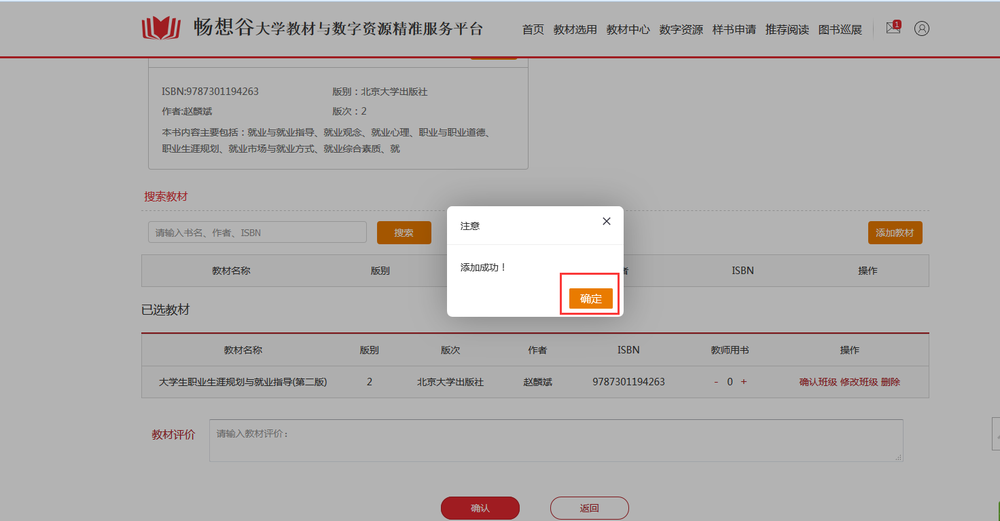 畅想谷大学教材与数字资源精准服务平台
首页 教材选用 教材中心 数字资源 样书申请 推荐阅读 图书巡展 1
ISBN:9787301194263 版别：北京大学出版社
作者:赵麟斌 版次：2
本书内容主要包括：就业与就业指导、就业观念、就业心理、职业与职业道德、
职业生涯规划、就业市场与就业方式、就业综合素质、就
搜索教材
请输入书名、作者、ISBN 搜索 添加教材
注意
添加成功！
确定
教材名称 版别 者 ISBN 操作
已选教材
教材名称 版别 版次 作者 ISBN 教师用书 操作
大学生职业生涯规划与就业指导(第二版) 2 北京大学出版社 赵麟斌 9787301194263 - 0 + 确认班级 修改班级 删除
教材评价 请输入教材评价：
确认 返回